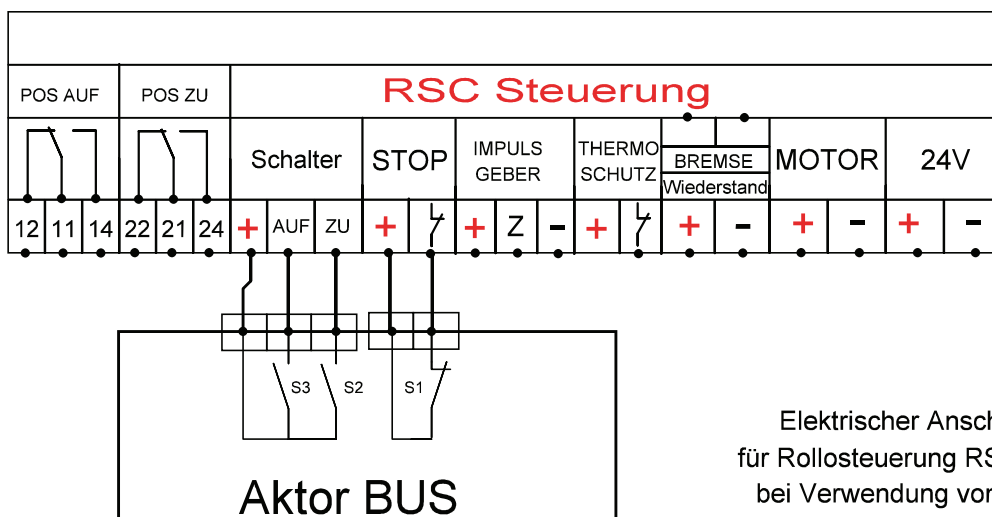 POS AUF POS ZU RSC Steuerung
Schalter STOP IMPULS GEBER THERMO SCHUTZ BREMSE Wiederstand MOTOR 24V
12 11 14 22 21 24 + AUF ZU + + Z - + + - + - + -
S3 S2 S1
Aktor BUS
Elektrischer Ansch
für Rollosteuerung RS
bei Verwendung vor